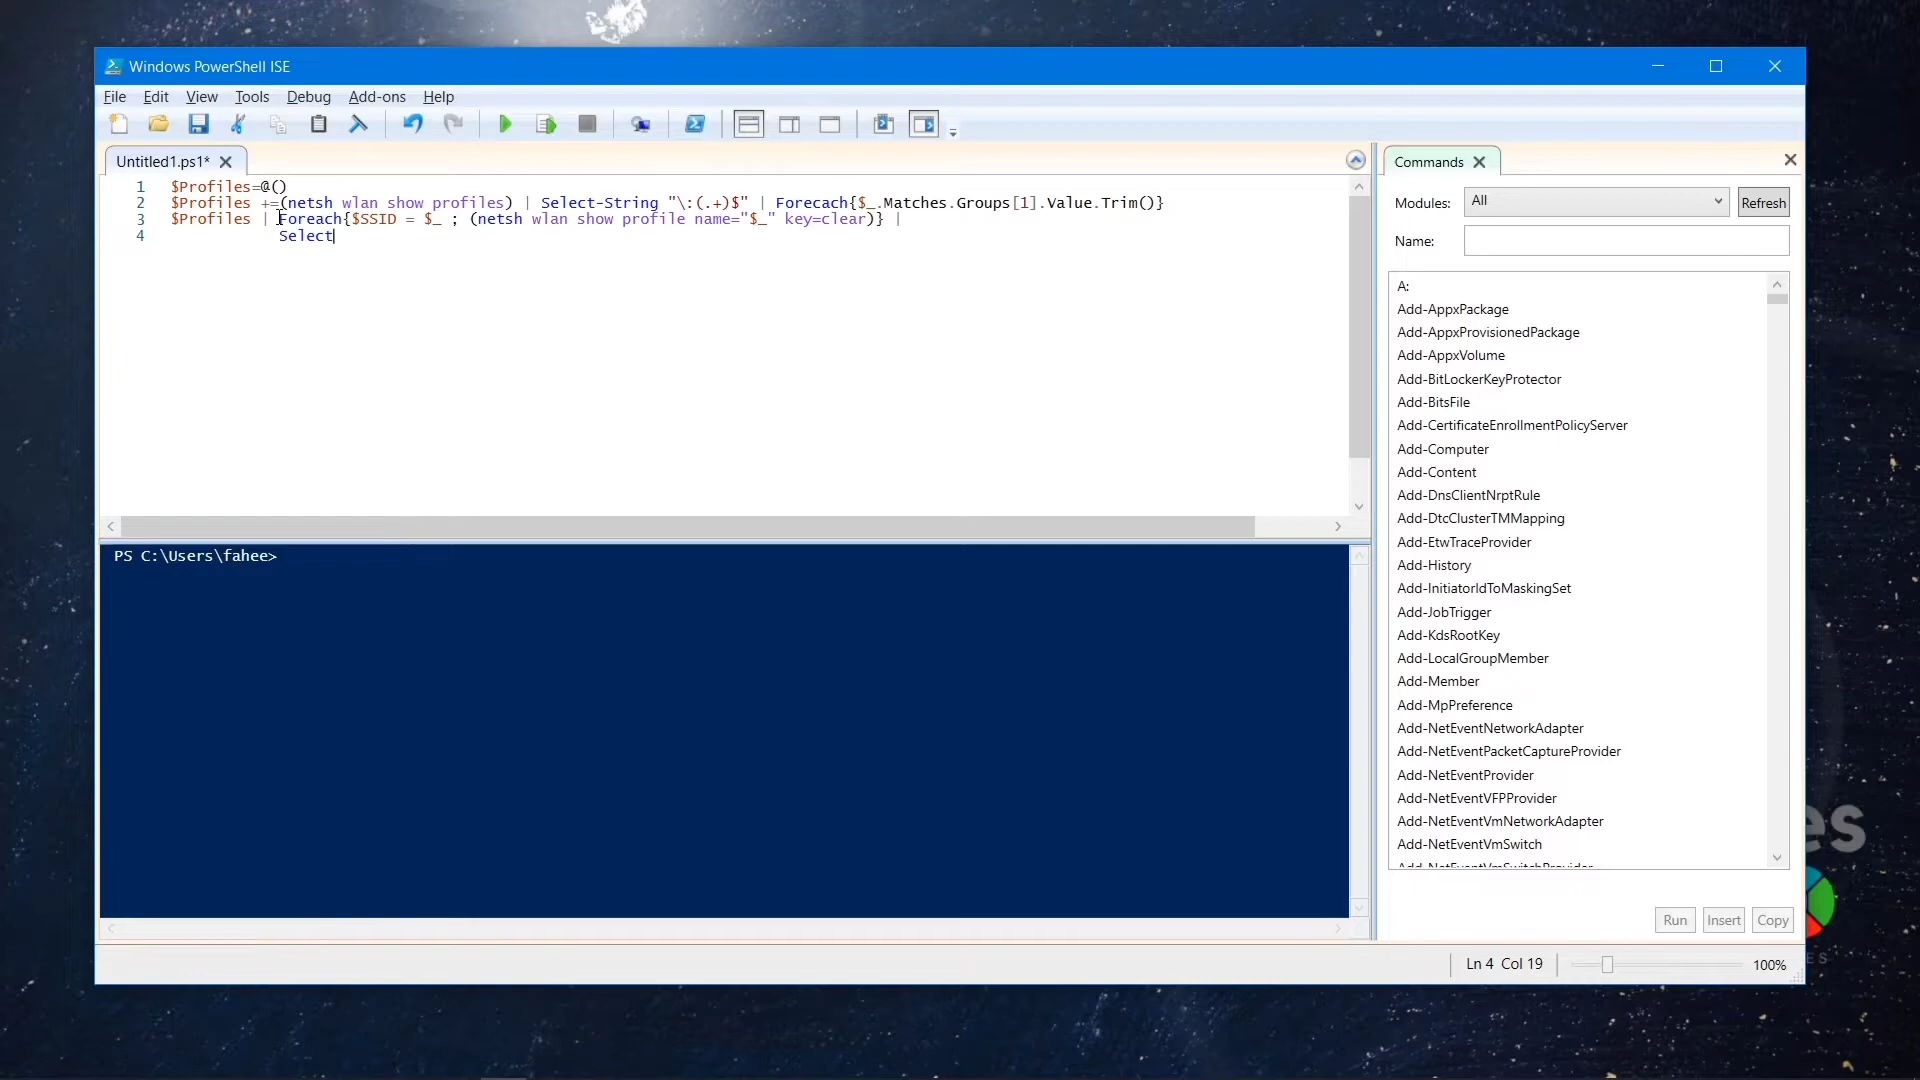 Windows PowerShell ISE
File Edit View Tools Debug Add-ons Help
Untitled1.ps1*
1 $Profiles=@()
2 $Profiles +=(netsh wlan show profiles) | Select-String "\:(.+)$" | Forecach{$_.Matches.Groups[1].Value.Trim()}
3 $Profiles | Foreach{$SSID = $_ ; (netsh wlan show profile name="$_" key=clear)} |
4 Select
PS C:\Users\fahee>
Commands
Modules: All Refresh
Name:
A:
Add-AppxPackage
Add-AppxProvisionedPackage
Add-AppxVolume
Add-BitLockerKeyProtector
Add-BitsFile
Add-CertificateEnrollmentPolicyServer
Add-Computer
Add-Content
Add-DnsClientNrptRule
Add-DtcClusterTMMapping
Add-EtwTraceProvider
Add-History
Add-InitiatorIdToMaskingSet
Add-JobTrigger
Add-KdsRootKey
Add-LocalGroupMember
Add-Member
Add-MpPreference
Add-NetEventNetworkAdapter
Add-NetEventPacketCaptureProvider
Add-NetEventProvider
Add-NetEventVFPProvider
Add-NetEventVmNetworkAdapter
Add-NetEventVmSwitch
Add-NetEventVmSwitchProvider
Run Insert Copy
Ln 4 Col 19 100%
es
ES